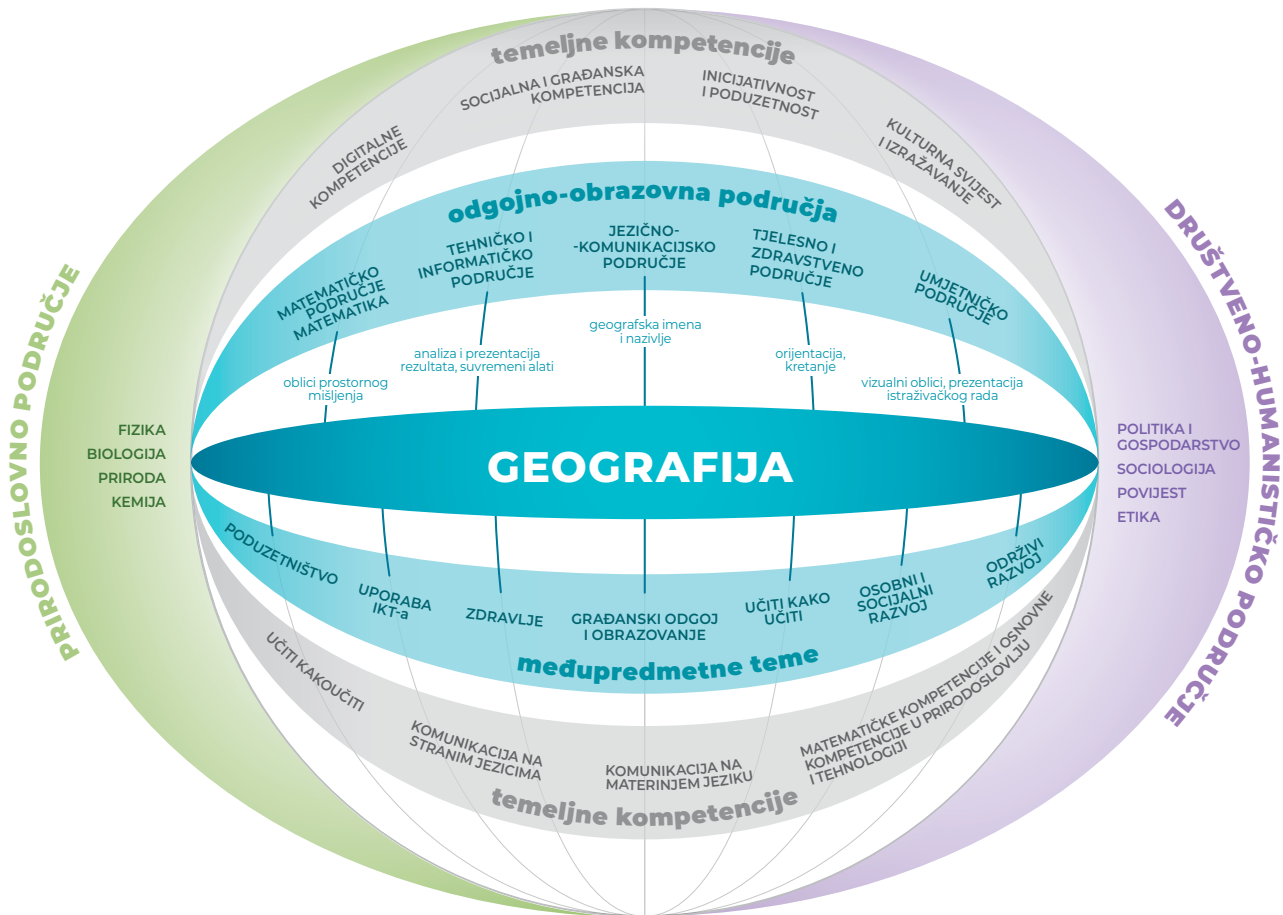 temeljne kompetencije
SOCIJALNA I GRAĐANSKA
KOMPETENCIJA
INICIJATIVNOST
I PODUZETNOST
DIGITALNE
KOMPETENCIJE
KULTURNA SVIJEST
I IZRAŽAVANJE
odgojno-obrazovna područja
MATEMATIČKO
PODRUČJE
MATEMATIKA
TEHNIČKO I
INFORMATIČKO
PODRUČJE
JEZIČNO-
-KOMUNIKACIJSKO
PODRUČJE
TJELESNO I
ZDRAVSTVENO
PODRUČJE
UMJETNIČKO
PODRUČJE
oblici prostornog
mišljenja
analiza i prezentacija
rezultata, suvremeni alati
geografska imena
i nazivlje
orijentacija,
kretanje
vizualni oblici, prezentacija
istraživačkog rada
PRIRODOSLOVNO PODRUČJE
FIZIKA
BIOLOGIJA
PRIRODA
KEMIJA
GEOGRAFIJA
POLITIKA I
GOSPODARSTVO
SOCIOLOGIJA
POVIJEST
ETIKA
DRUŠTVENO-HUMANISTIČKO PODRUČJE
PODUZETNIŠTVO
UPORABA
IKT-a
ZDRAVLJE
GRAĐANSKI ODGOJ
I OBRAZOVANJE
UČITI KAKO
UČITI
OSOBNI I
SOCIJALNI
RAZVOJ
ODRŽIVI
RAZVOJ
međupredmetne teme
UČITI KAKOUČITI
KOMUNIKACIJA NA
STRANIM JEZICIMA
KOMUNIKACIJA NA
MATERINJEM JEZIKU
MATEMATIČKE KOMPETENCIJE I OSNOVNE
KOMPETENCIJE U PRIRODOSLOVLJU
I TEHNOLOGIJI
temeljne kompetencije